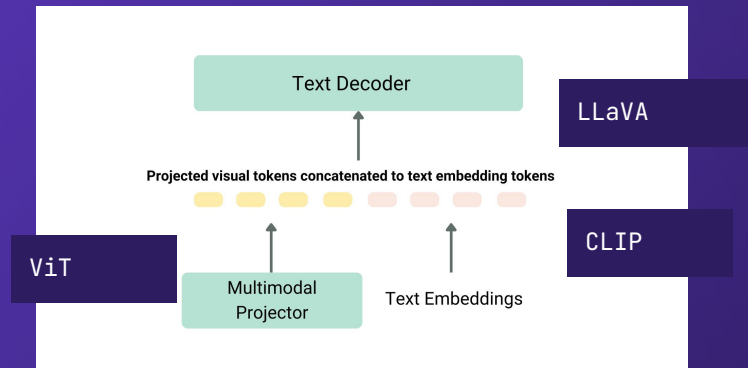 Text Decoder
LLaVA
Projected visual tokens concatenated to text embedding tokens
CLIP
ViT
Multimodal
Projector
Text Embeddings